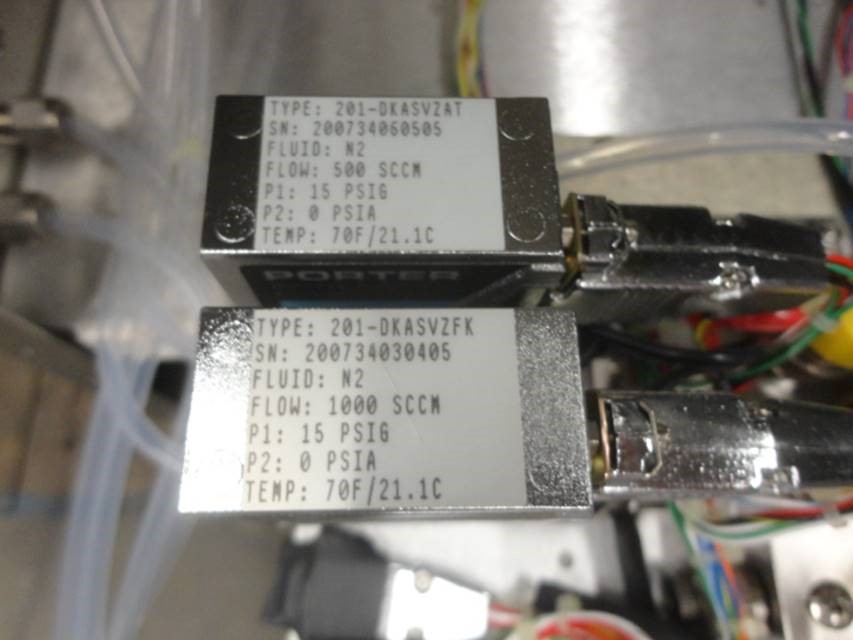 TYPE: 201-DKASVZAT
SN: 200734060505
FLUID: N2
FLOW: 500 SCCM
P1: 15 PSIG
P2: 0 PSIA
TEMP: 70F/21.1C
PORTER
TYPE: 201-DKASVZFK
SN: 200734030405
FLUID: N2
FLOW: 1000 SCCM
P1: 15 PSIG
P2: 0 PSIA
TEMP: 70F/21.1C